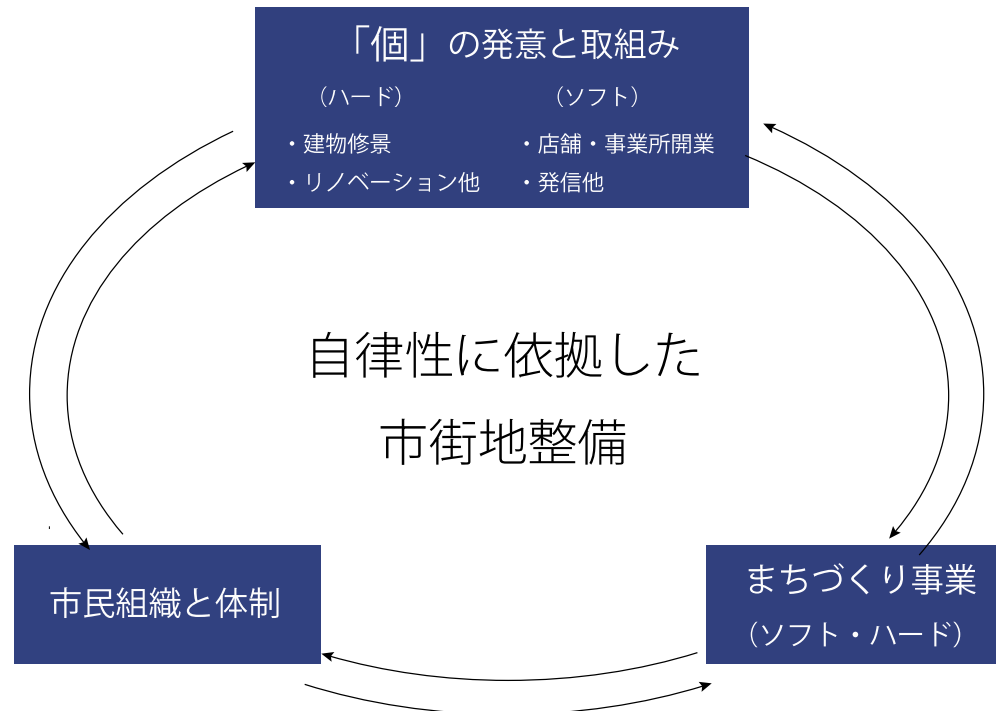 「個」の発意と取組み
（ハード） （ソフト）
・建物修景 ・店舗・事業所開業
・リノベーション他 ・発信他
自律性に依拠した
市街地整備
市民組織と体制
まちづくり事業
（ソフト・ハード）